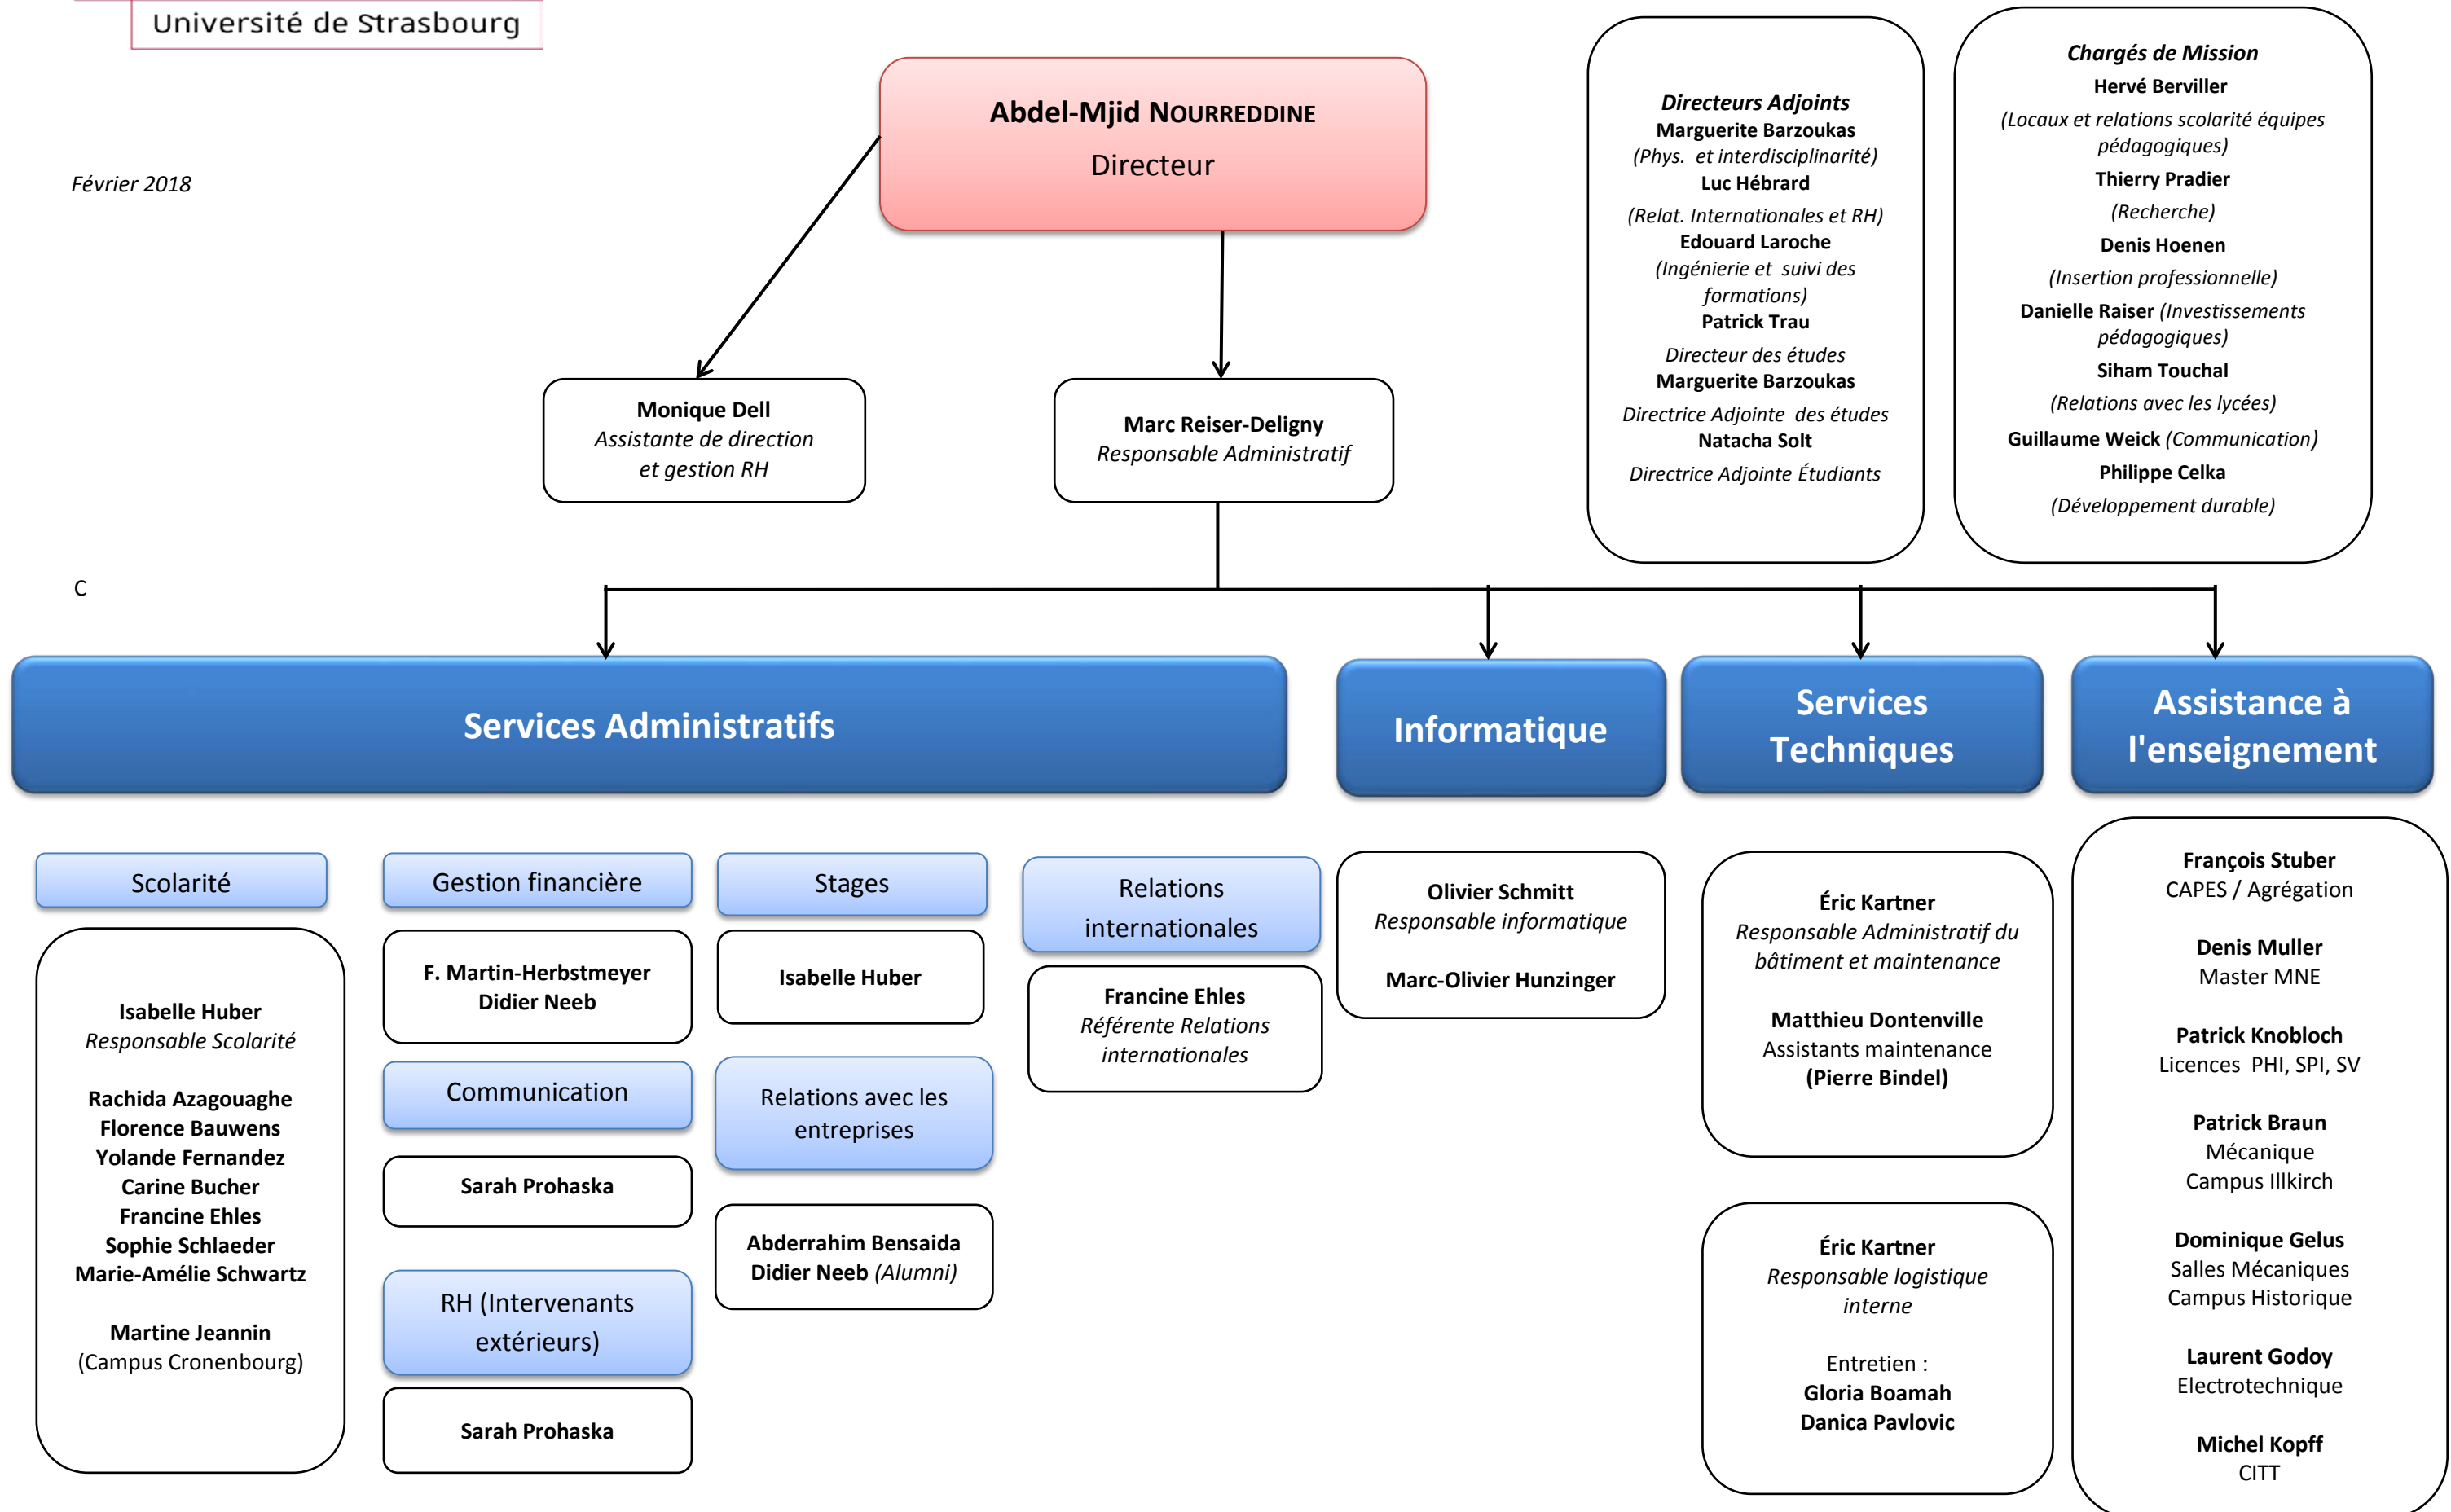 Université de Strasbourg
Février 2018
Abdel-Mjid NOURREDDINE
Directeur
Directeurs Adjoints
Marguerite Barzoukas
(Phys. et interdisciplinarité)
Luc Hébrard
(Relat. Internationales et RH)
Edouard Laroche
(Ingénierie et suivi des
formations)
Patrick Trau
Directeur des études
Marguerite Barzoukas
Directrice Adjointe des études
Natacha Solt
Directrice Adjointe Étudiants
Chargés de Mission
Hervé Berviller
(Locaux et relations scolarité équipes
pédagogiques)
Thierry Pradier
(Recherche)
Denis Hoenen
(Insertion professionnelle)
Danielle Raiser (Investissements
pédagogiques)
Siham Touchal
(Relations avec les lycées)
Guillaume Weick (Communication)
Philippe Celka
(Développement durable)
Monique Dell
Assistante de direction
et gestion RH
Marc Reiser-Deligny
Responsable Administratif
C
Services Administratifs
Informatique
Services
Techniques
Assistance à
l'enseignement
Scolarité
Isabelle Huber
Responsable Scolarité
Rachida Azagouaghe
Florence Bauwens
Yolande Fernandez
Carine Bucher
Francine Ehles
Sophie Schlaeder
Marie-Amélie Schwartz
Martine Jeannin
(Campus Cronenbourg)
Gestion financière
F. Martin-Herbstmeyer
Didier Neeb
Communication
Sarah Prohaska
RH (Intervenants
extérieurs)
Sarah Prohaska
Stages
Isabelle Huber
Relations avec les
entreprises
Abderrahim Bensaida
Didier Neeb (Alumni)
Relations
internationales
Francine Ehles
Référente Relations
internationales
Olivier Schmitt
Responsable informatique
Marc-Olivier Hunzinger
Éric Kartner
Responsable Administratif du
bâtiment et maintenance
Matthieu Dontenville
Assistants maintenance
(Pierre Bindel)
Éric Kartner
Responsable logistique
interne
Entretien :
Gloria Boamah
Danica Pavlovic
François Stuber
CAPES / Agrégation
Denis Muller
Master MNE
Patrick Knobloch
Licences PHI, SPI, SV
Patrick Braun
Mécanique
Campus Illkirch
Dominique Gelus
Salles Mécaniques
Campus Historique
Laurent Godoy
Electrotechnique
Michel Kopff
CITT